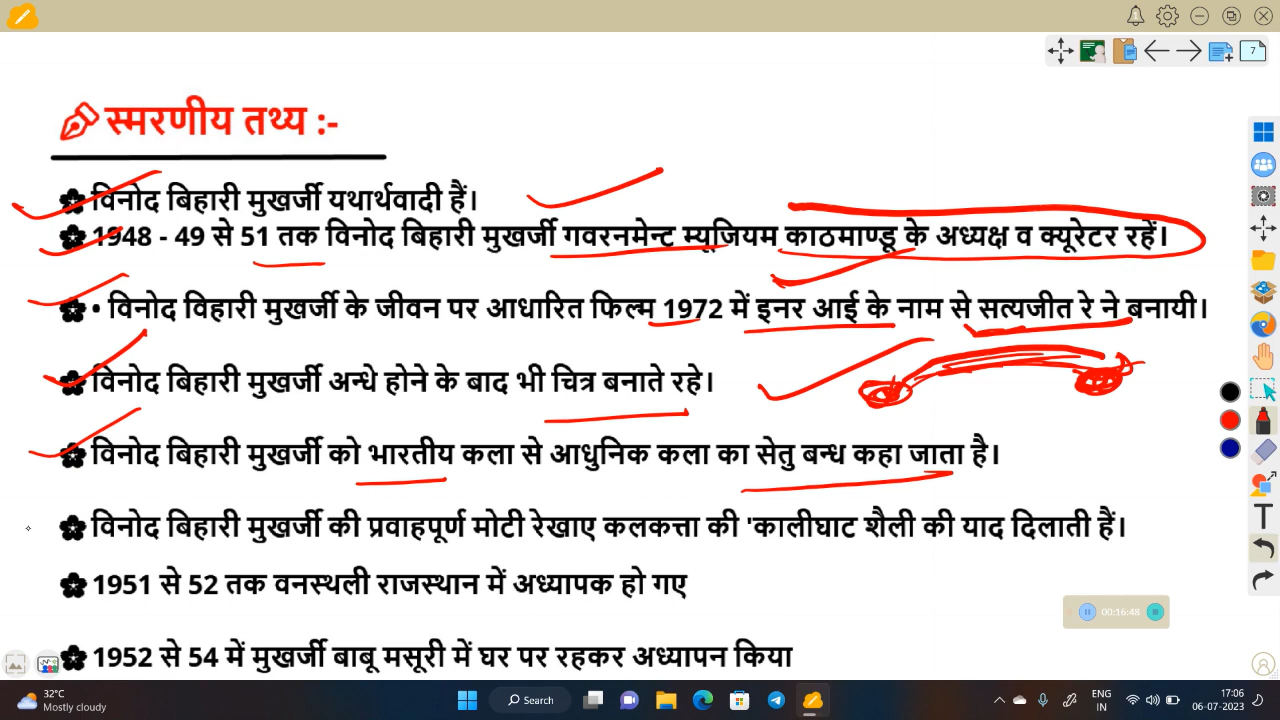 7
स्मरणीय तथ्य :-
विनोद बिहारी मुखर्जी यथार्थवादी हैं।
1948 - 49 से 51 तक विनोद बिहारी मुखर्जी गवरनमेन्ट म्यूजियम काठमाण्डू के अध्यक्ष व क्यूरेटर रहें।
• विनोद विहारी मुखर्जी के जीवन पर आधारित फिल्म 1972 में इनर आई के नाम से सत्यजीत रे ने बनायी।
विनोद बिहारी मुखर्जी अन्धे होने के बाद भी चित्र बनाते रहे।
विनोद बिहारी मुखर्जी को भारतीय कला से आधुनिक कला का सेतु बन्ध कहा जाता है।
विनोद बिहारी मुखर्जी की प्रवाहपूर्ण मोटी रेखाए कलकत्ता की 'कालीघाट शैली की याद दिलाती हैं।
1951 से 52 तक वनस्थली राजस्थान में अध्यापक हो गए
00:16:48
1952 से 54 में मुखर्जी बाबू मसूरी में घर पर रहकर अध्यापन किया
32°C
Mostly cloudy
Search
ENG
IN
17:06
06-07-2023